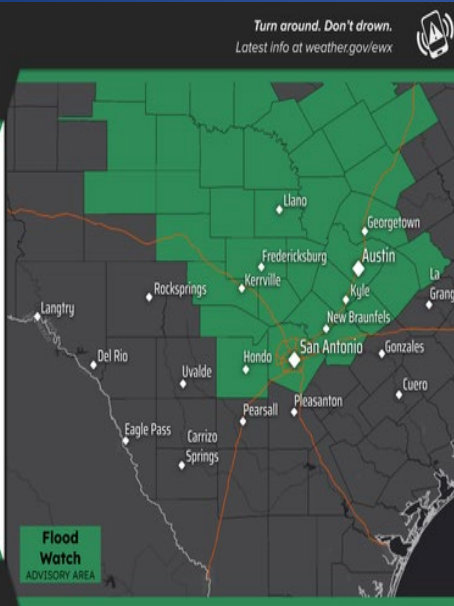 Turn around. Don't drown.
Latest info at weather.gov/ewx
Llano
Georgetown
Fredericksburg
Austin
Kerrville
La
Rocksprings
Kyle
Grang
Langtry
New Braunfels
San Antonio
Gonzales
Del Rio
Hondo
Uvalde
Cuero
Pleasanton
Pearsall
Eagle Pass
Carrizo
Springs
Flood
Watch
ADVISORY AREA